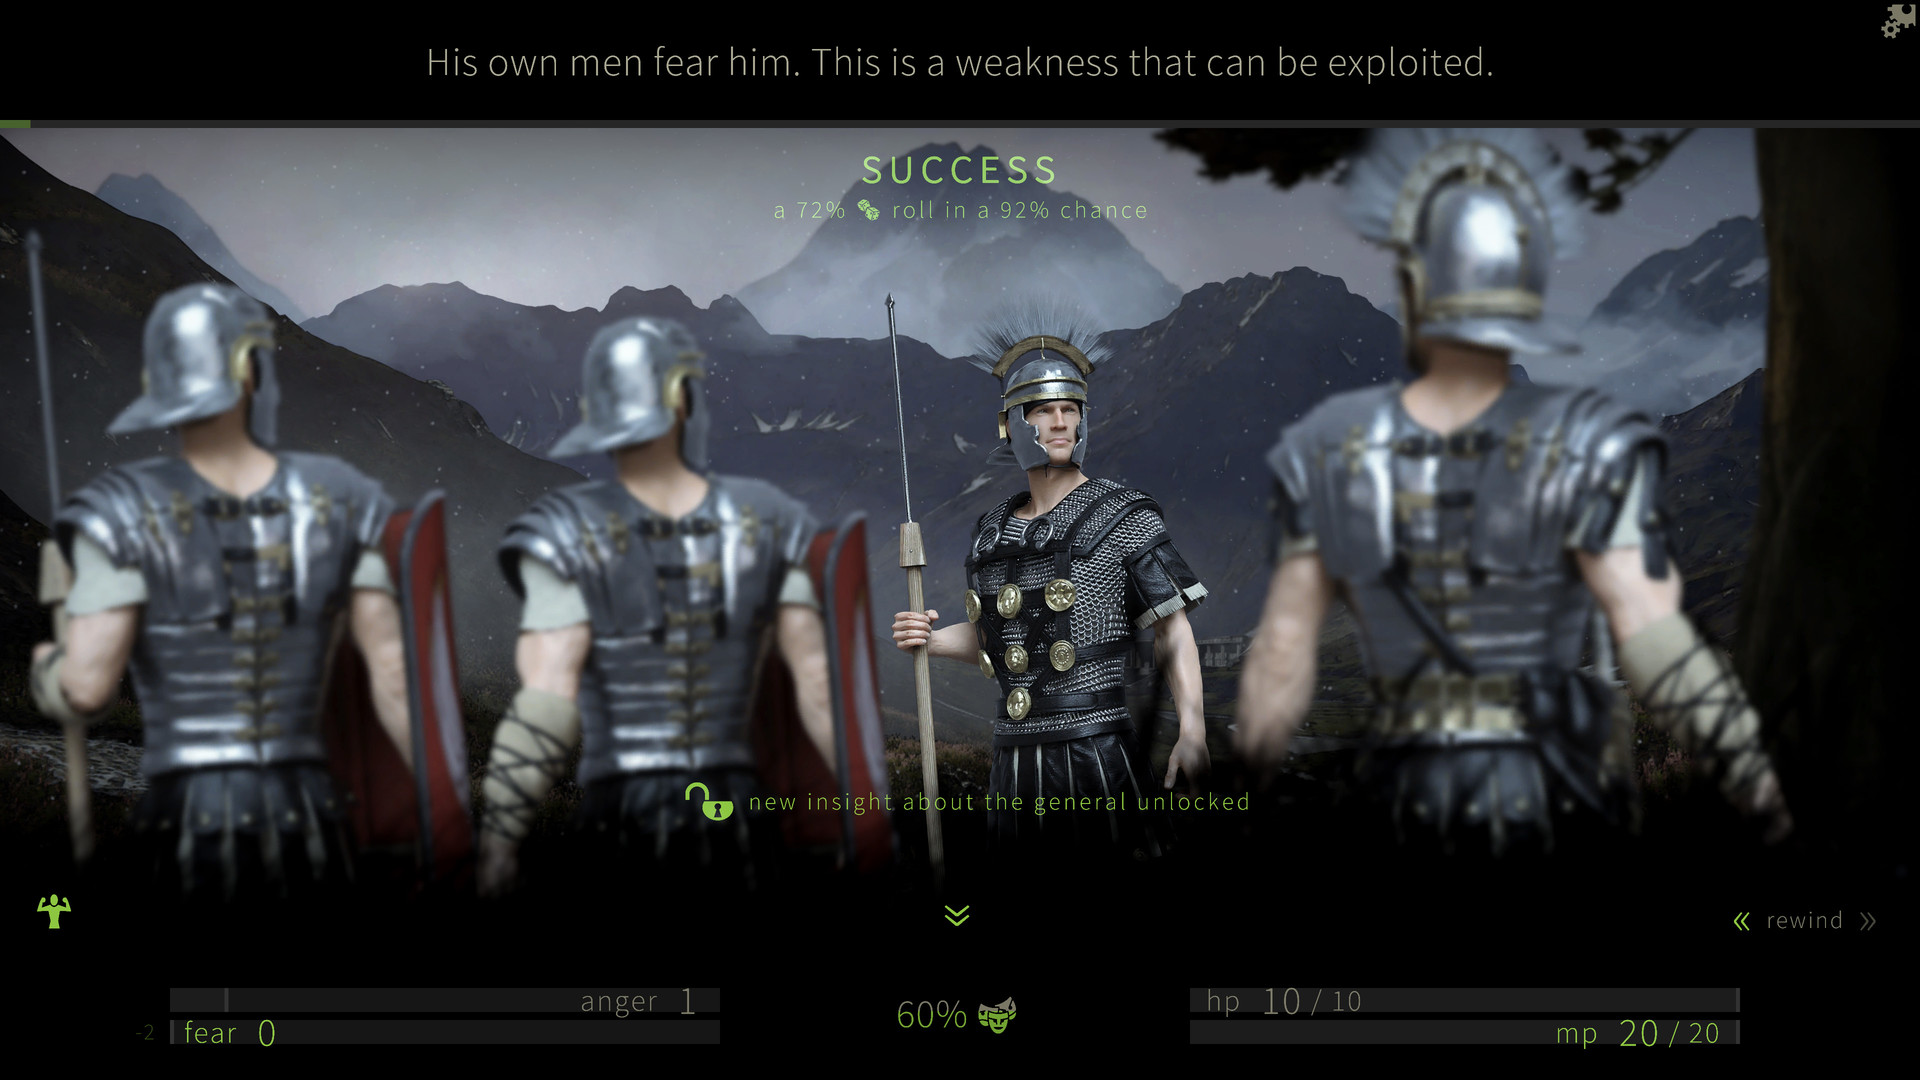 His own men fear him. This is a weakness that can be exploited.
SUCCESS
a 72% roll in a 92% chance
new insight about the general unlocked
rewind
anger 1
-2 fear 0
60%
hp 10 / 10
mp 20 / 20